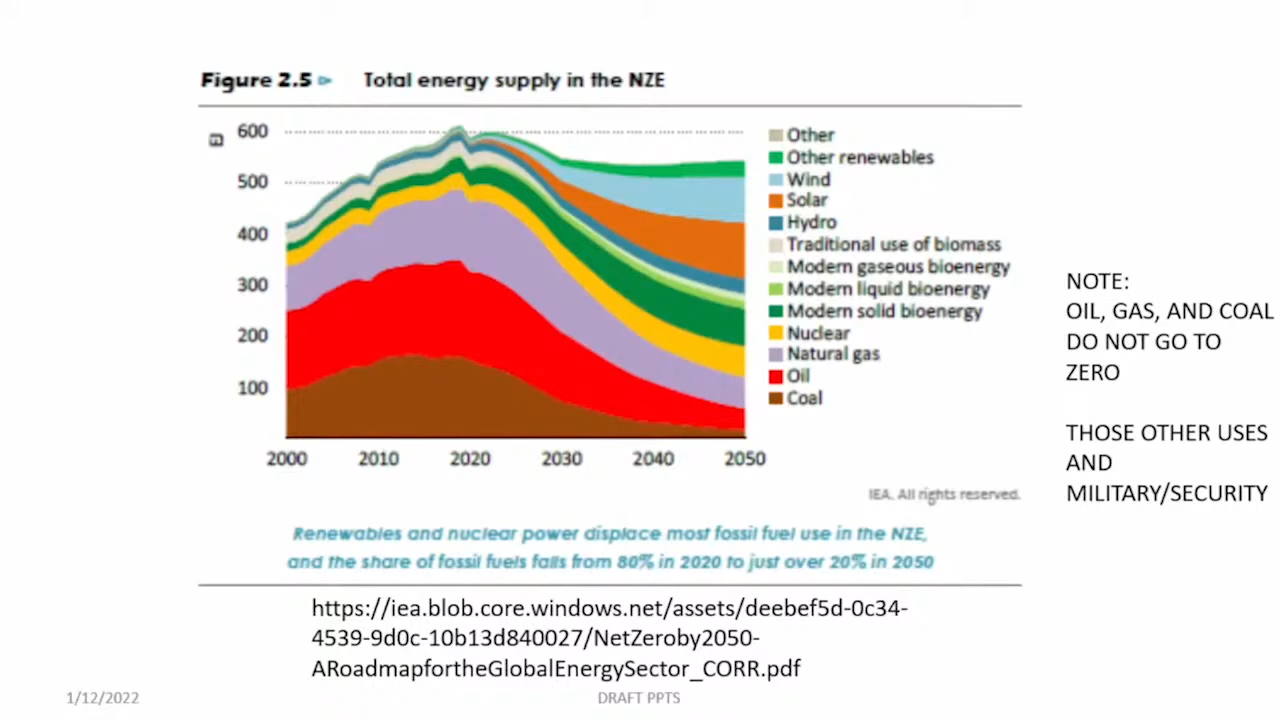 Figure 2.5 ▷ Total energy supply in the NZE
EJ
600
500
400
300
200
100
2000 2010 2020 2030 2040 2050
Other
Other renewables
Wind
Solar
Hydro
Traditional use of biomass
Modern gaseous bioenergy
Modern liquid bioenergy
Modern solid bioenergy
Nuclear
Natural gas
Oil
Coal
IEA. All rights reserved.
Renewables and nuclear power displace most fossil fuel use in the NZE,
and the share of fossil fuels falls from 80% in 2020 to just over 20% in 2050
NOTE:
OIL, GAS, AND COAL
DO NOT GO TO
ZERO
THOSE OTHER USES
AND
MILITARY/SECURITY
https://iea.blob.core.windows.net/assets/deebef5d-0c34-
4539-9d0c-10b13d840027/NetZeroby2050-
ARoadmapfortheGlobalEnergySector_CORR.pdf
1/12/2022
DRAFT PPTS